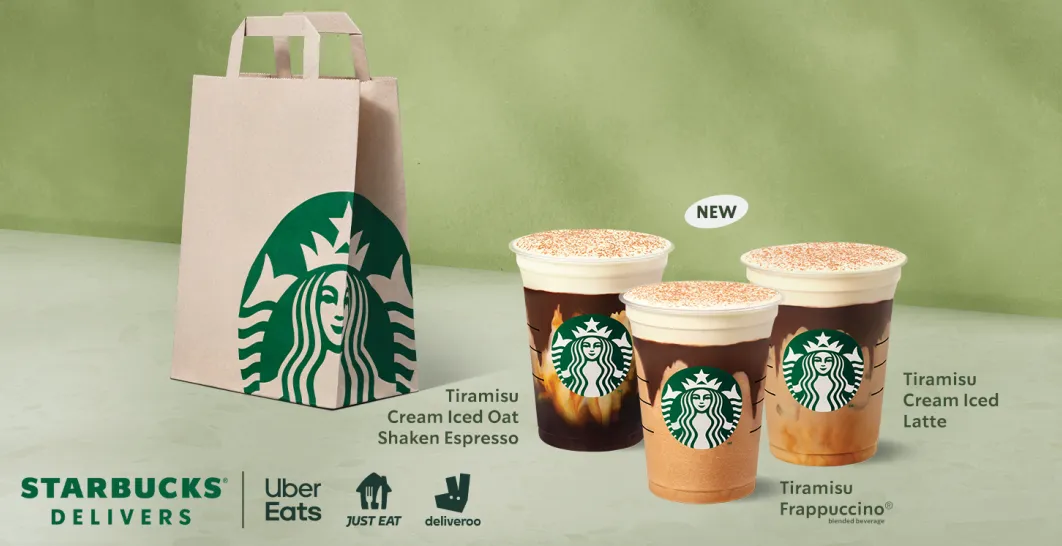 NEW
Tiramisu
Cream Iced Oat
Shaken Espresso
Tiramisu
Cream Iced
Latte
Tiramisu
Frappuccino®
blended beverage
STARBUCKS®
DELIVERS
Uber
Eats
JUST EAT
deliveroo